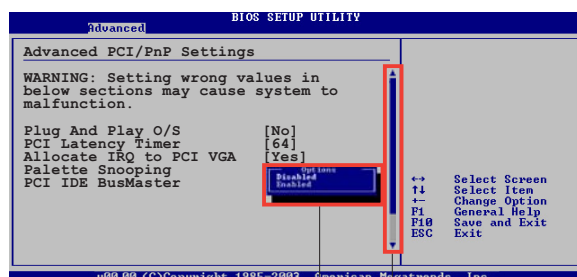 BIOS SETUP UTILITY
Advanced
Advanced PCI/PnP Settings
WARNING: Setting wrong values in
below sections may cause system to
malfunction.
Plug And Play O/S [No]
PCI Latency Timer [64]
Allocate IRQ to PCI VGA [Yes]
Palette Snooping
PCI IDE BusMaster
Options
Disabled
Enabled
↔ Select Screen
↑↓ Select Item
+- Change Option
F1 General Help
F10 Save and Exit
ESC Exit
v00.00 (C)Copyright 1985-2003, American Megatrends, Inc.